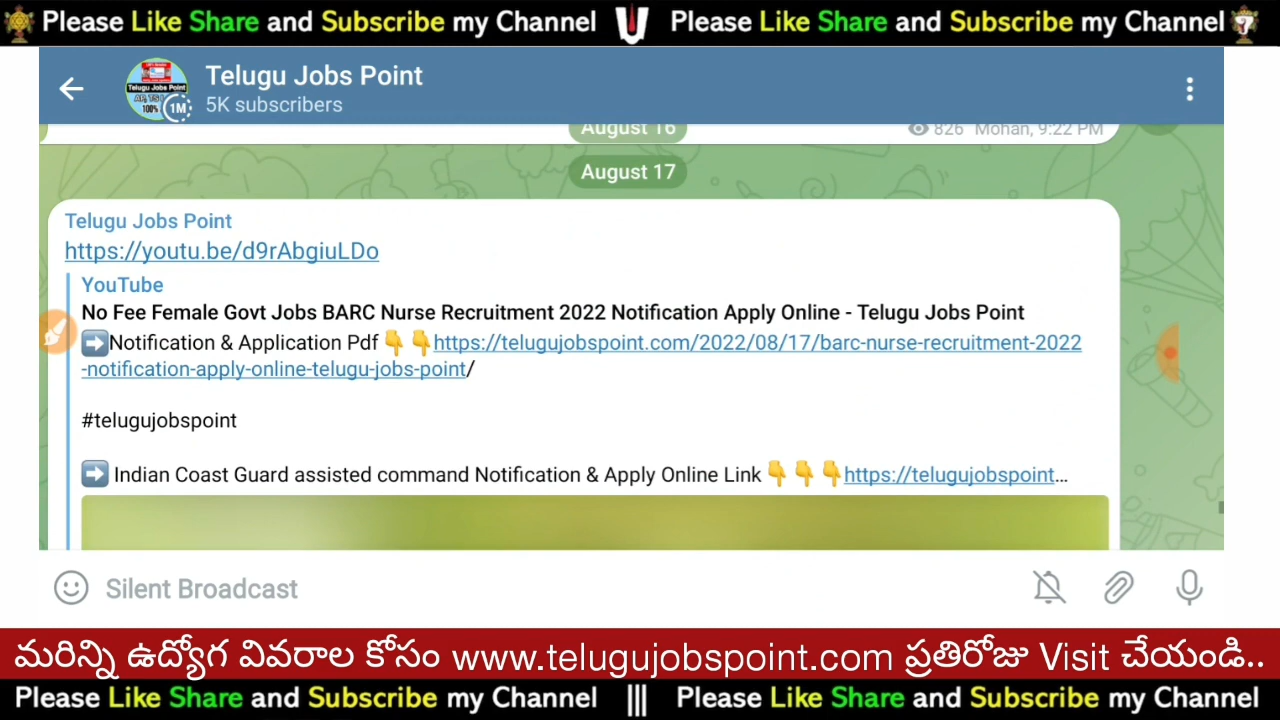 Please Like Share and Subscribe my Channel Please Like Share and Subscribe my Channel
Telugu Jobs Point
5K subscribers
Telugu Jobs Point
100%
1M
August 16
826 Mohan, 9:22 PM
August 17
Telugu Jobs Point
https://youtu.be/d9rAbgiuLDo
YouTube
No Fee Female Govt Jobs BARC Nurse Recruitment 2022 Notification Apply Online - Telugu Jobs Point
➡Notification & Application Pdf 👇 👇https://telugujobspoint.com/2022/08/17/barc-nurse-recruitment-2022
-notification-apply-online-telugu-jobs-point/
#telugujobspoint
➡ Indian Coast Guard assisted command Notification & Apply Online Link 👇 👇 👇https://telugujobspoint...
Silent Broadcast
మరిన్ని ఉద్యోగ వివరాల కోసం www.telugujobspoint.com ప్రతిరోజు Visit చేయండి..
Please Like Share and Subscribe my Channel ||| Please Like Share and Subscribe my Channel